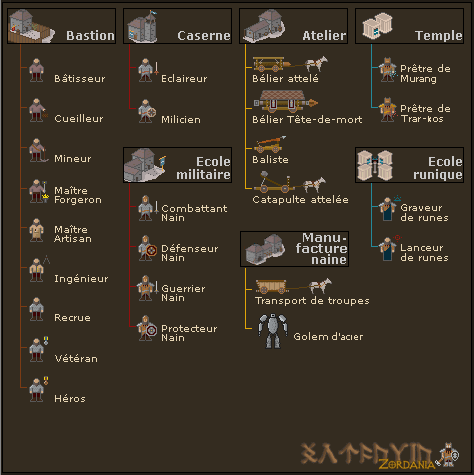 Bastion
Bâtisseur
Cueilleur
Mineur
Maître
Forgeron
Maître
Artisan
Ingénieur
Recrue
Vétéran
Héros
Caserne
Eclaireur
Milicien
Ecole
militaire
Combattant
Nain
Défenseur
Nain
Guerrier
Nain
Protecteur
Nain
Atelier
Bélier attelé
Bélier Tête-de-mort
Baliste
Catapulte attelée
Manu-
facture
naine
Transport de troupes
Golem d'acier
Temple
Prêtre de
Murang
Prêtre de
Trar-kos
Ecole
runique
Graveur
de runes
Lanceur
de runes
Zordania